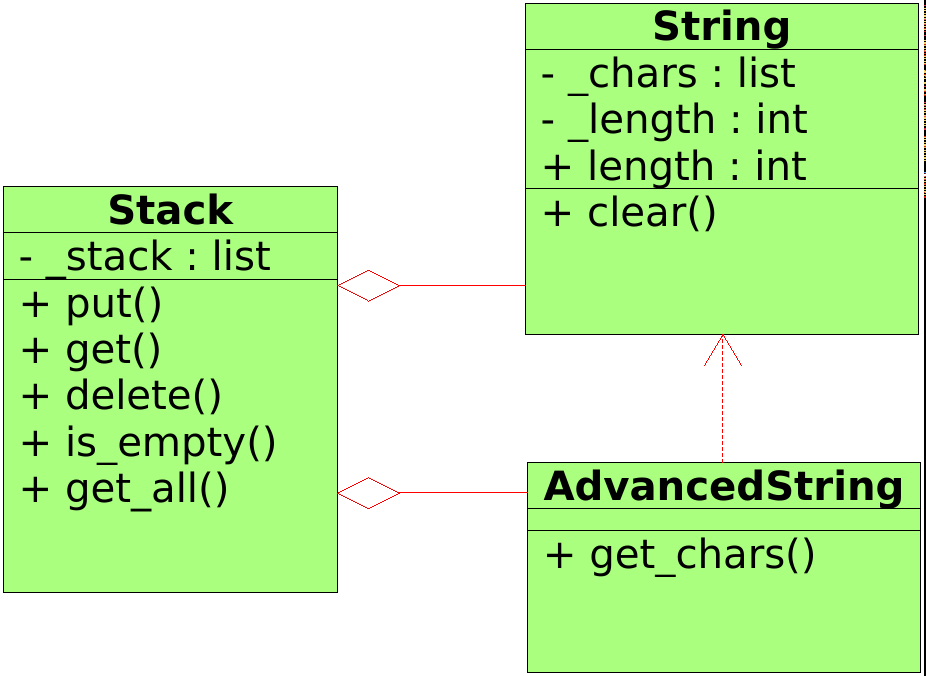 String
- _chars : list
- _length : int
+ length : int
+ clear()
Stack
- _stack : list
+ put()
+ get()
+ delete()
+ is_empty()
+ get_all()
AdvancedString
+ get_chars()